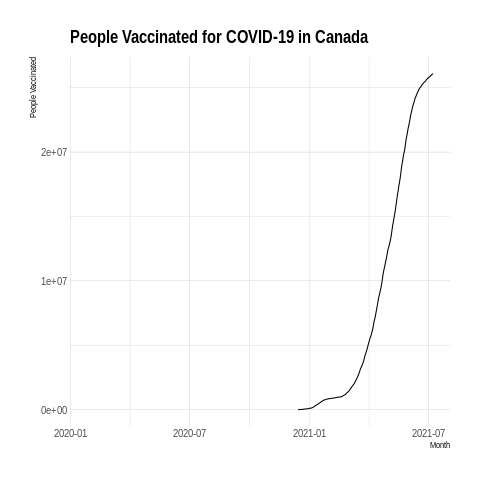 People Vaccinated for COVID-19 in Canada
People Vaccinated
2e+07
1e+07
0e+00
2020-01 2020-07 2021-01 2021-07
Month